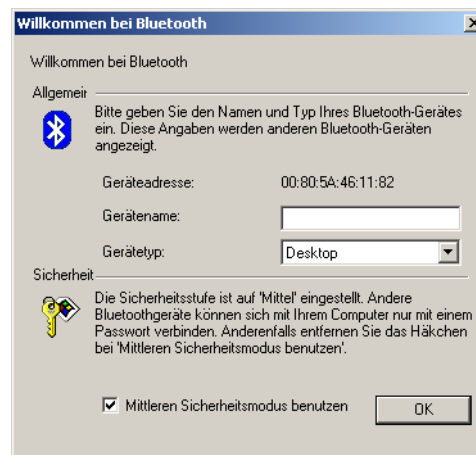 Willkommen bei Bluetooth
Willkommen bei Bluetooth
Allgemeir
Bitte geben Sie den Namen und Typ Ihres Bluetooth-Gerätes
ein. Diese Angaben werden anderen Bluetooth-Geräten
angezeigt.
Geräteadresse: 00:80:5A:46:11:82
Gerätename:
Gerätetyp: Desktop
Sicherheit
Die Sicherheitsstufe ist auf 'Mittel' eingestellt. Andere
Bluetoothgeräte können sich mit Ihrem Computer nur mit einem
Passwort verbinden. Anderenfalls entfernen Sie das Häkchen
bei 'Mittleren Sicherheitsmodus benutzen'.
Mittleren Sicherheitsmodus benutzen OK